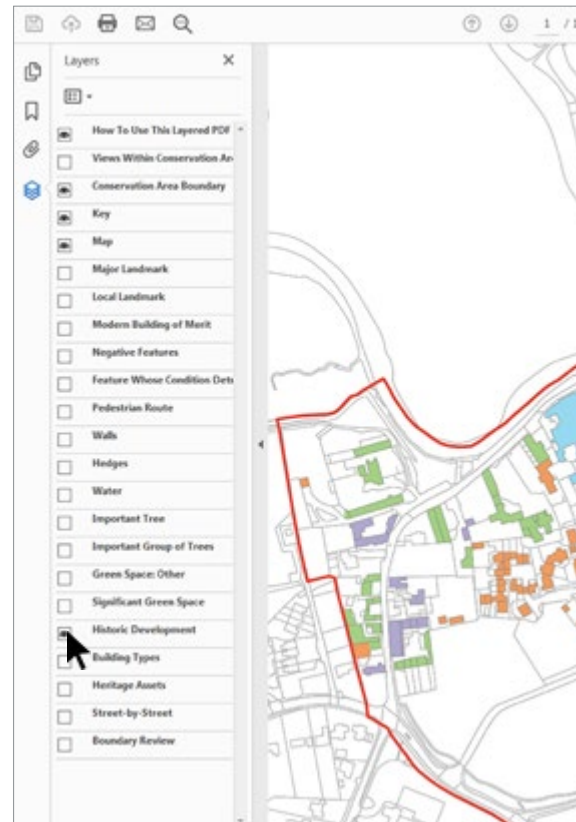 1 / 1
Layers
How To Use This Layered PDF
Views Within Conservation Ar
Conservation Area Boundary
Key
Map
Major Landmark
Local Landmark
Modern Building of Merit
Negative Features
Feature Whose Condition Det
Pedestrian Route
Walls
Hedges
Water
Important Tree
Important Group of Trees
Green Space: Other
Significant Green Space
Historic Development
Building Types
Heritage Assets
Street-by-Street
Boundary Review